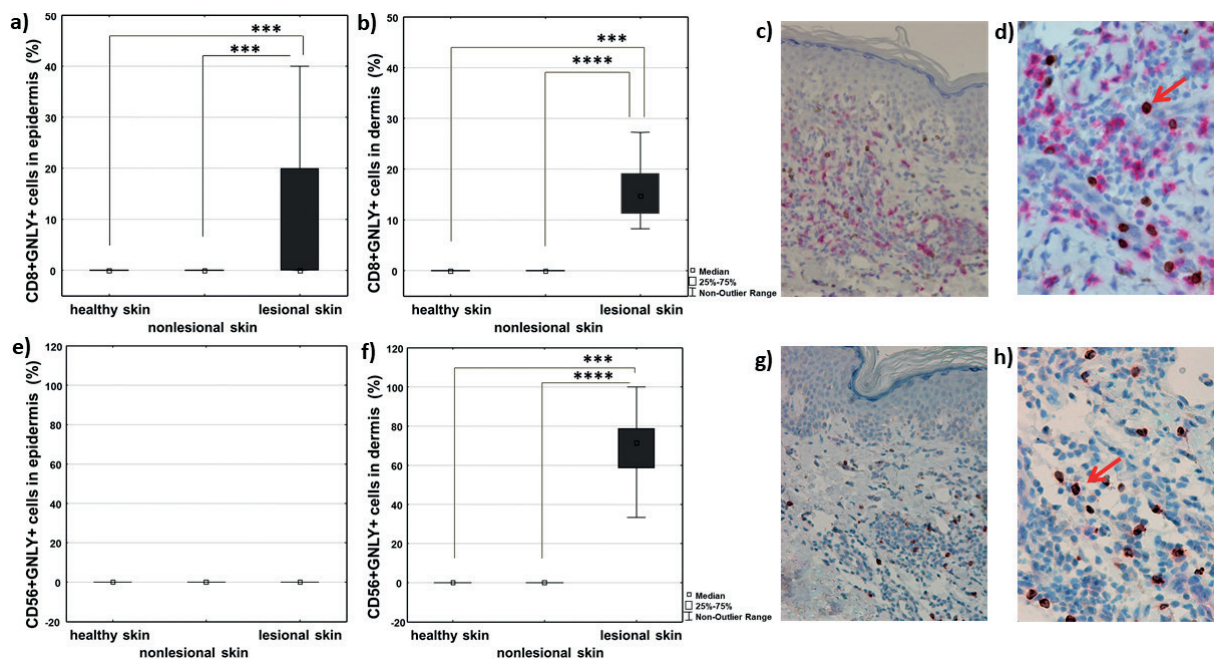 a)
50
40
30
20
10
0
CD8+GNLY+ cells in epidermis (%)
***
***
healthy skin
nonlesional skin
lesional skin
b)
50
40
30
20
10
0
CD8+GNLY+ cells in dermis (%)
***
****
healthy skin
nonlesional skin
lesional skin
Median
25%-75%
Non-Outlier Range
c)
d)
e)
120
100
80
60
40
20
0
-20
CD56+GNLY+ cells in epidermis (%)
healthy skin
nonlesional skin
lesional skin
f)
120
100
80
60
40
20
0
-20
CD56+GNLY+ cells in dermis (%)
***
****
healthy skin
nonlesional skin
lesional skin
Median
25%-75%
Non-Outlier Range
g)
h)